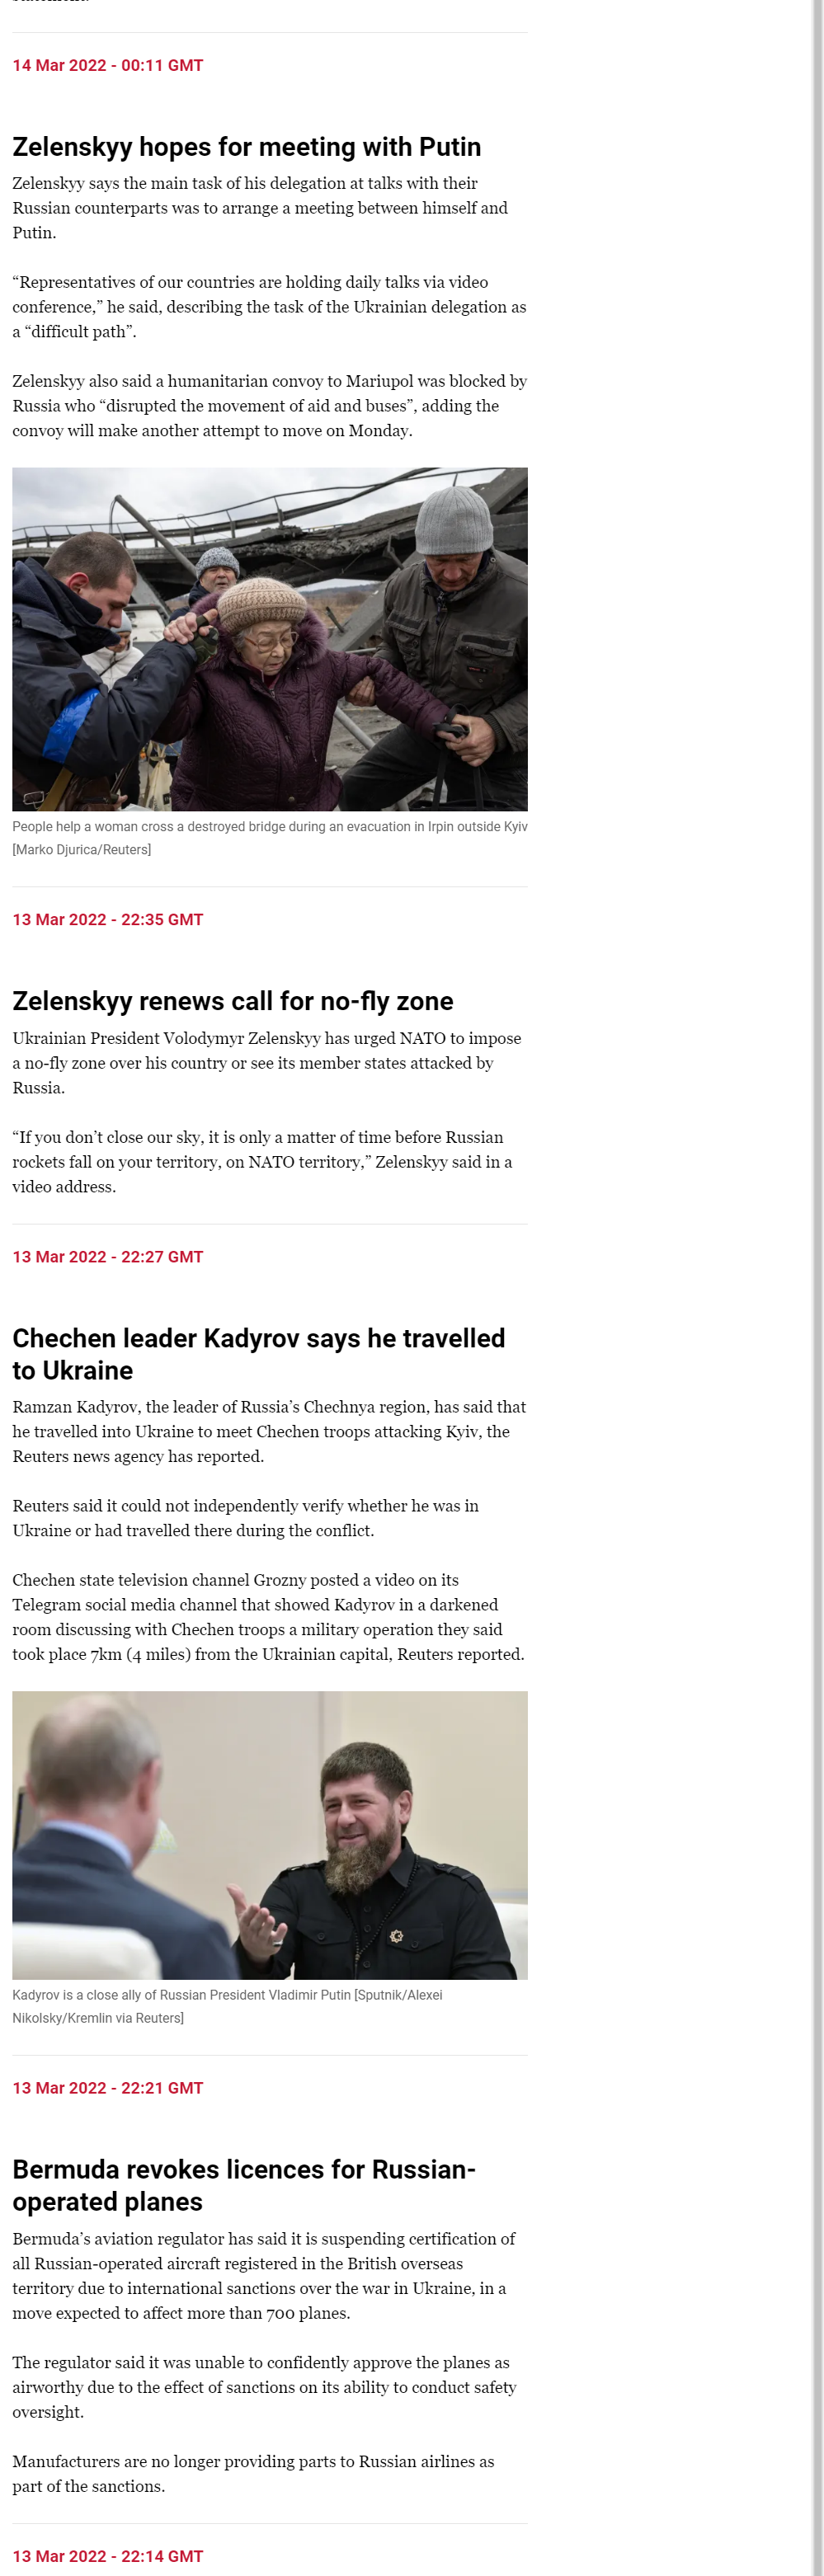 14 Mar 2022 - 00:11 GMT
Zelenskyy hopes for meeting with Putin
Zelenskyy says the main task of his delegation at talks with their
Russian counterparts was to arrange a meeting between himself and
Putin.
“Representatives of our countries are holding daily talks via video
conference,” he said, describing the task of the Ukrainian delegation as
a “difficult path”.
Zelenskyy also said a humanitarian convoy to Mariupol was blocked by
Russia who “disrupted the movement of aid and buses”, adding the
convoy will make another attempt to move on Monday.
People help a woman cross a destroyed bridge during an evacuation in Irpin outside Kyiv
[Marko Djurica/Reuters]
13 Mar 2022 - 22:35 GMT
Zelenskyy renews call for no-fly zone
Ukrainian President Volodymyr Zelenskyy has urged NATO to impose
a no-fly zone over his country or see its member states attacked by
Russia.
“If you don’t close our sky, it is only a matter of time before Russian
rockets fall on your territory, on NATO territory,” Zelenskyy said in a
video address.
13 Mar 2022 - 22:27 GMT
Chechen leader Kadyrov says he travelled
to Ukraine
Ramzan Kadyrov, the leader of Russia’s Chechnya region, has said that
he travelled into Ukraine to meet Chechen troops attacking Kyiv, the
Reuters news agency has reported.
Reuters said it could not independently verify whether he was in
Ukraine or had travelled there during the conflict.
Chechen state television channel Grozny posted a video on its
Telegram social media channel that showed Kadyrov in a darkened
room discussing with Chechen troops a military operation they said
took place 7km (4 miles) from the Ukrainian capital, Reuters reported.
Kadyrov is a close ally of Russian President Vladimir Putin [Sputnik/Alexei
Nikolsky/Kremlin via Reuters]
13 Mar 2022 - 22:21 GMT
Bermuda revokes licences for Russian-
operated planes
Bermuda’s aviation regulator has said it is suspending certification of
all Russian-operated aircraft registered in the British overseas
territory due to international sanctions over the war in Ukraine, in a
move expected to affect more than 700 planes.
The regulator said it was unable to confidently approve the planes as
airworthy due to the effect of sanctions on its ability to conduct safety
oversight.
Manufacturers are no longer providing parts to Russian airlines as
part of the sanctions.
13 Mar 2022 - 22:14 GMT